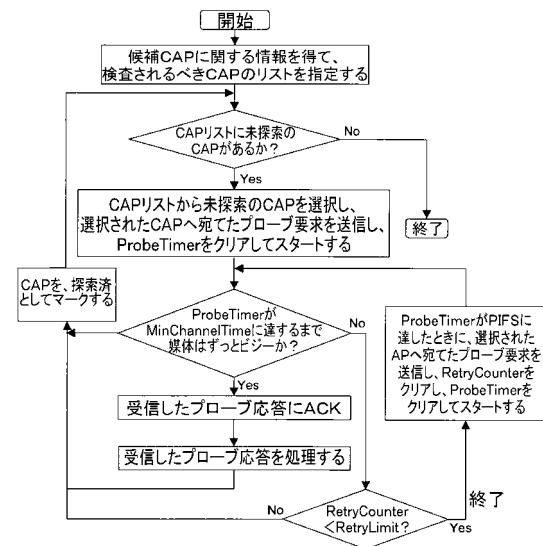 開始
候補CAPに関する情報を得て、
検査されるべきCAPのリストを指定する
CAPリストに未探索の
CAPがあるか？
No
Yes
終了
CAPリストから未探索のCAPを選択し、
選択されたCAPへ宛てたプローブ要求を送信し、
ProbeTimerをクリアしてスタートする
CAPを、探索済
としてマークする
ProbeTimerが
MinChannelTimeに達するまで
媒体はずっとビジーか？
No
Yes
ProbeTimerがPIFSに
達したときに、選択された
APへ宛てたプローブ要求を
送信し、RetryCounterを
クリアし、ProbeTimerを
クリアしてスタートする
受信したプローブ応答にACK
受信したプローブ応答を処理する
No
RetryCounter
<RetryLimit？
Yes
終了